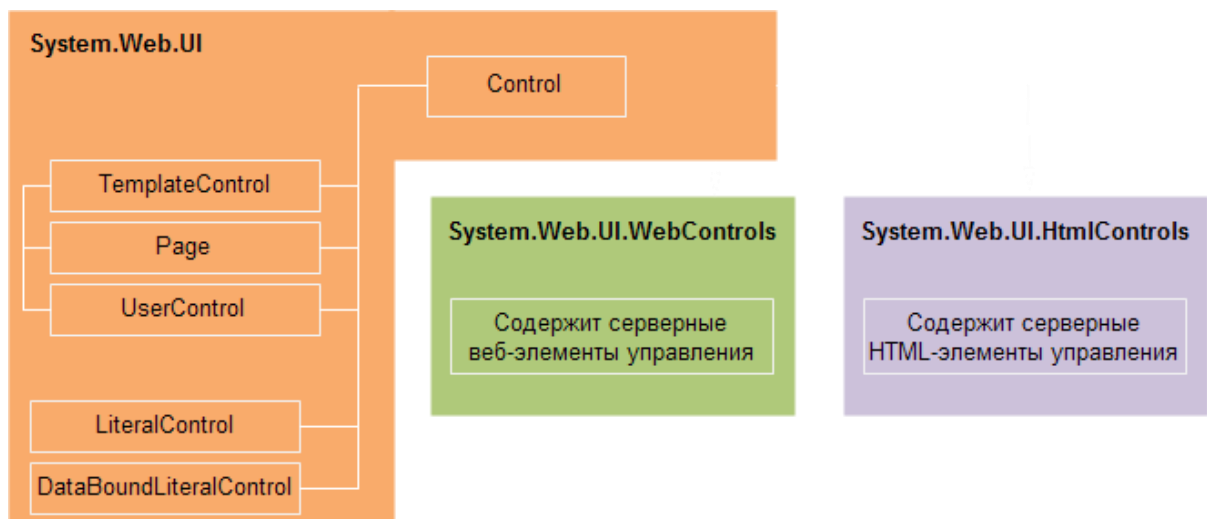 System.Web.UI
Control
TemplateControl
Page
UserControl
LiteralControl
DataBoundLiteralControl
System.Web.UI.WebControls
Содержит серверные
веб-элементы управления
System.Web.UI.HtmlControls
Содержит серверные
HTML-элементы управления